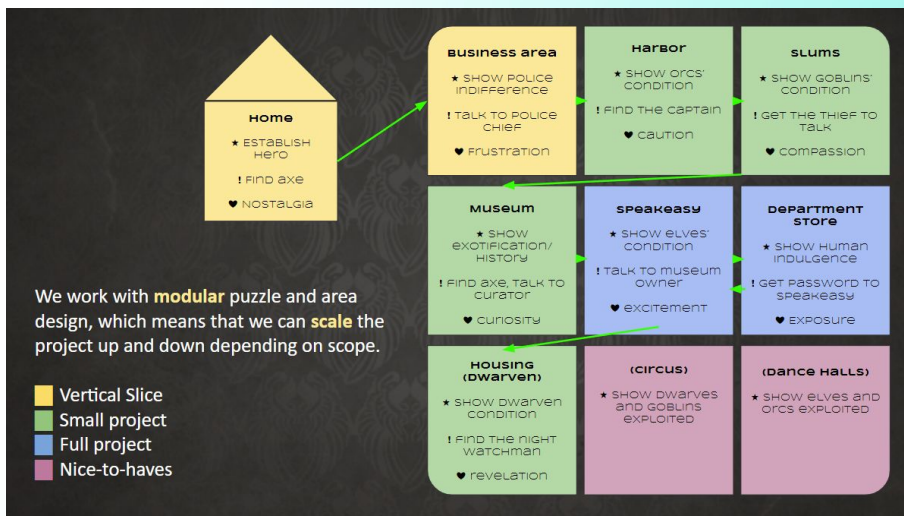 Home
★ Establish
Hero
! Find axe
♥ Nostalgia
Business area
★ Show police
indifference
! Talk to police
chief
♥ Frustration
Harbor
★ Show orcs'
condition
! Find the captain
♥ Caution
Slums
★ Show goblins'
condition
! Get the thief to
talk
♥ Compassion
Museum
★ Show
exotification/
history
! Find axe, talk to
curator
♥ Curiosity
Speakeasy
★ Show elves'
condition
! Talk to museum
owner
♥ Excitement
Department
store
★ Show human
indulgence
! Get password to
speakeasy
♥ Exposure
Housing
(Dwarven)
★ Show dwarven
condition
! Find the night
watchman
♥ Revelation
(Circus)
★ Show dwarves
and goblins
exploited
(Dance Halls)
★ Show elves and
orcs exploited
We work with modular puzzle and area
design, which means that we can scale the
project up and down depending on scope.
Vertical Slice
Small project
Full project
Nice-to-haves